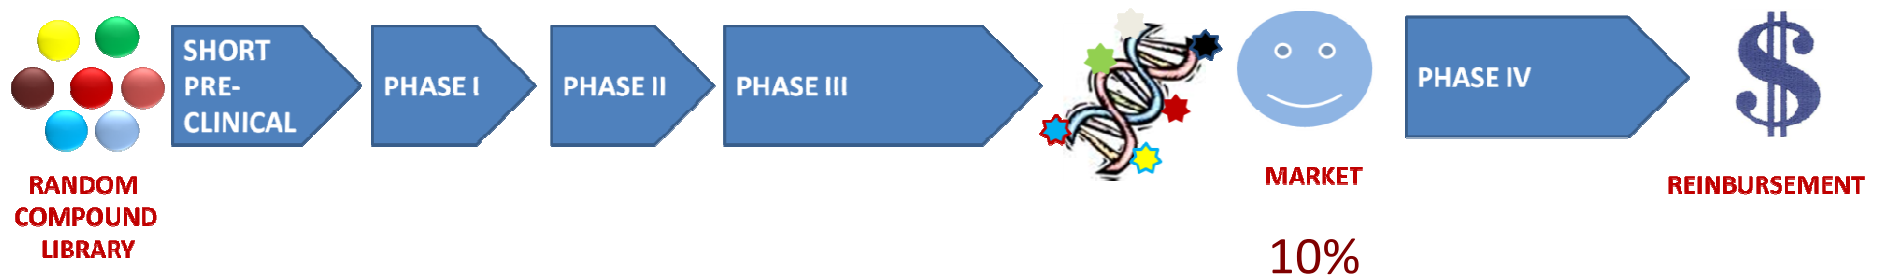 RANDOM
COMPOUND
LIBRARY
SHORT
PRE-
CLINICAL
PHASE I
PHASE II
PHASE III
MARKET
10%
PHASE IV
$
REINBURSEMENT